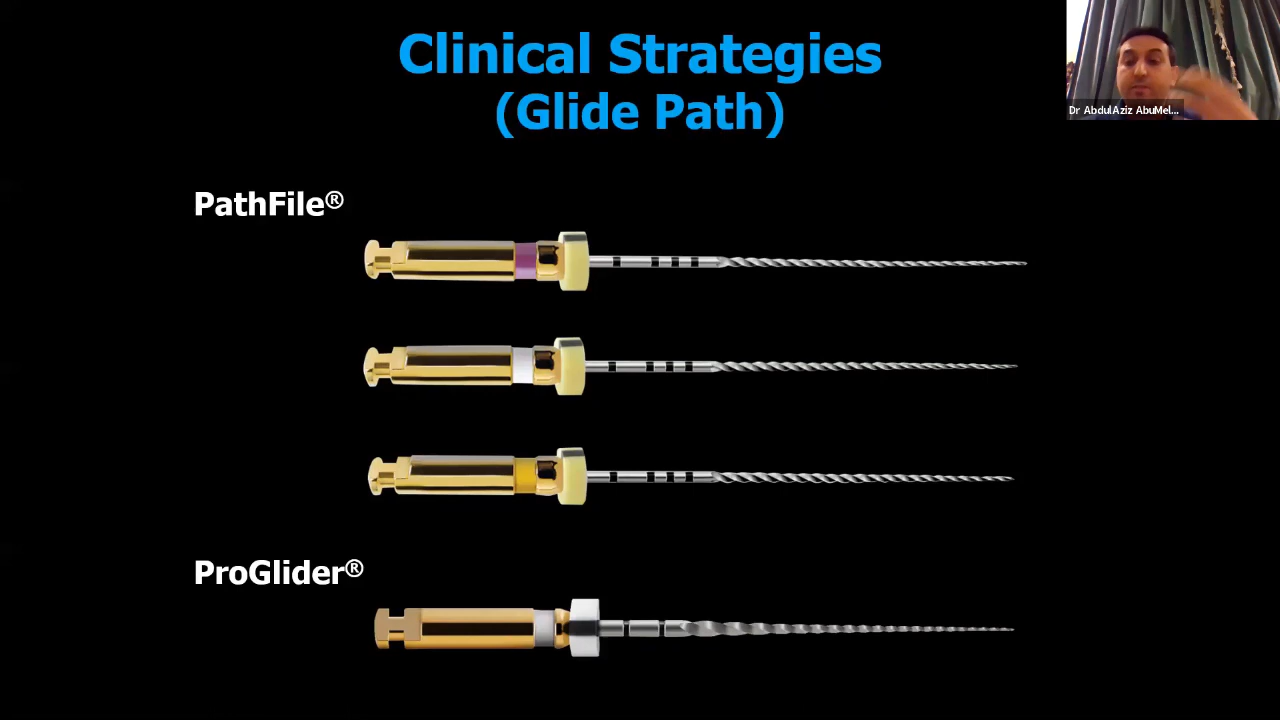 Clinical Strategies
(Glide Path)
Dr AbdulAziz AbuMel...
PathFile®
ProGlider®